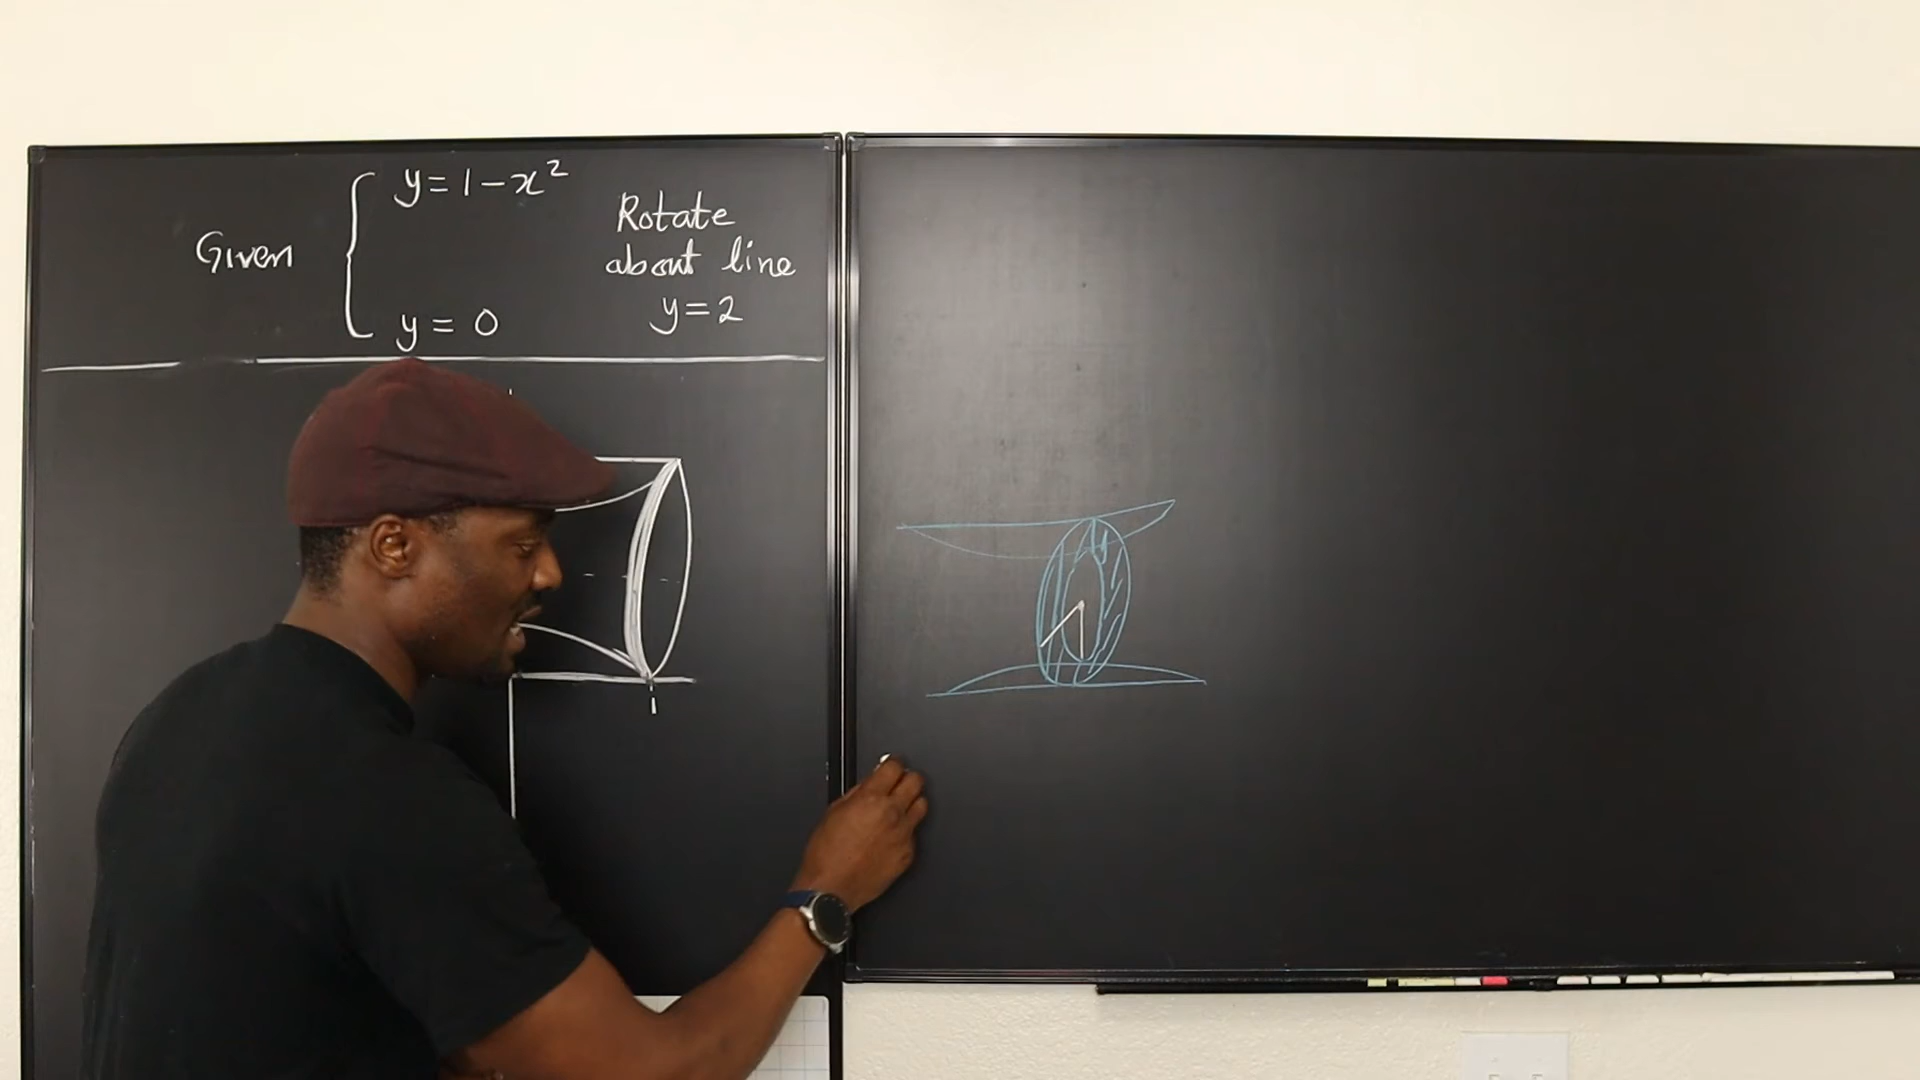 Given
y = 1 - x²
y = 0
Rotate
about line
y = 2